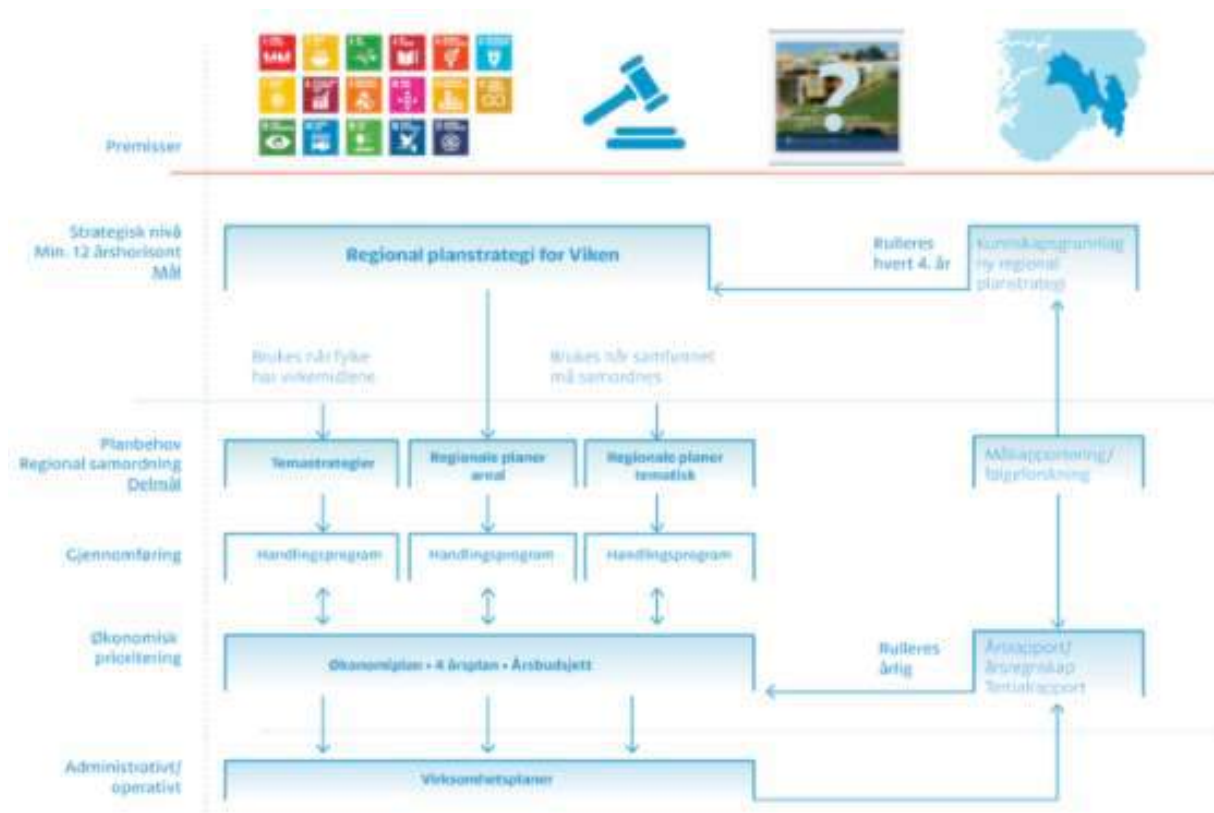 Premisser
Strategisk nivå
Min. 12 årshorisont
Mål
Regional planstrategi for Viken
Rulleres
hvert 4. år
Kunnskapsgrunnlag
ny regional
planstrategi
Brukes når fylke
har virkemidlene
Brukes når samfunnet
må samordnes
Planbehov
Regional samordning
Delmål
Temastrategier
Regionale planer
areal
Regionale planer
tematisk
Målrapportering/
følgeforskning
Gjennomføring
Handlingsprogram
Handlingsprogram
Handlingsprogram
Økonomisk
prioritering
Økonomiplan • 4 årsplan • Årsbudsjett
Rulleres
årlig
Årsrapport/
årsregnskap
Tertialrapport
Administrativt/
operativt
Virksomhetsplaner